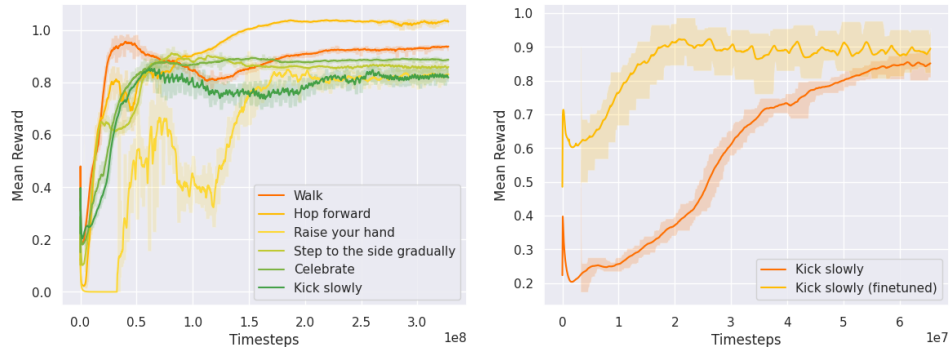 Mean Reward
1.0
0.8
0.6
0.4
0.2
0.0
Walk
Hop forward
Raise your hand
Step to the side gradually
Celebrate
Kick slowly
0.0 0.5 1.0 1.5 2.0 2.5 3.0
Timesteps
1e8
Mean Reward
1.0
0.9
0.8
0.7
0.6
0.5
0.4
0.3
0.2
Kick slowly
Kick slowly (finetuned)
0 1 2 3 4 5 6
Timesteps
1e7